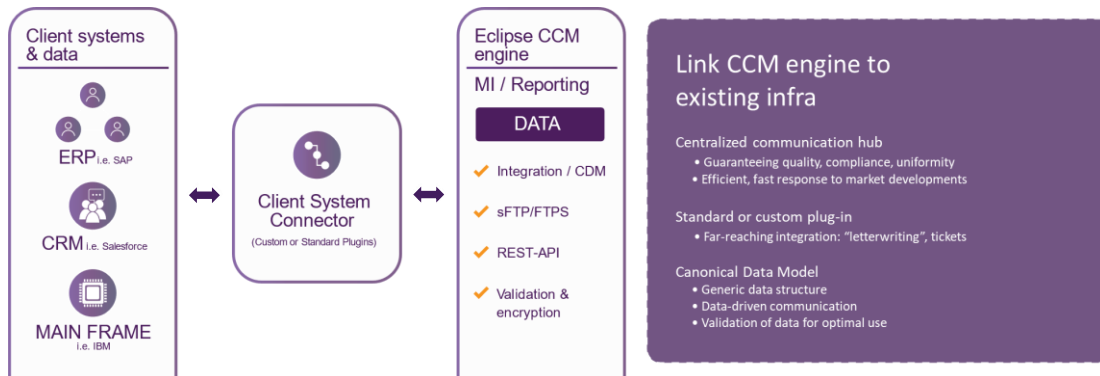 Client systems
& data
ERP i.e. SAP
CRM i.e. Salesforce
MAIN FRAME
i.e. IBM
Client System
Connector
(Custom or Standard Plugins)
Eclipse CCM
engine
MI / Reporting
DATA
Integration / CDM
sFTP/FTPS
REST-API
Validation &
encryption
Link CCM engine to
existing infra
Centralized communication hub
• Guaranteeing quality, compliance, uniformity
• Efficient, fast response to market developments
Standard or custom plug-in
• Far-reaching integration: “letterwriting”, tickets
Canonical Data Model
• Generic data structure
• Data-driven communication
• Validation of data for optimal use